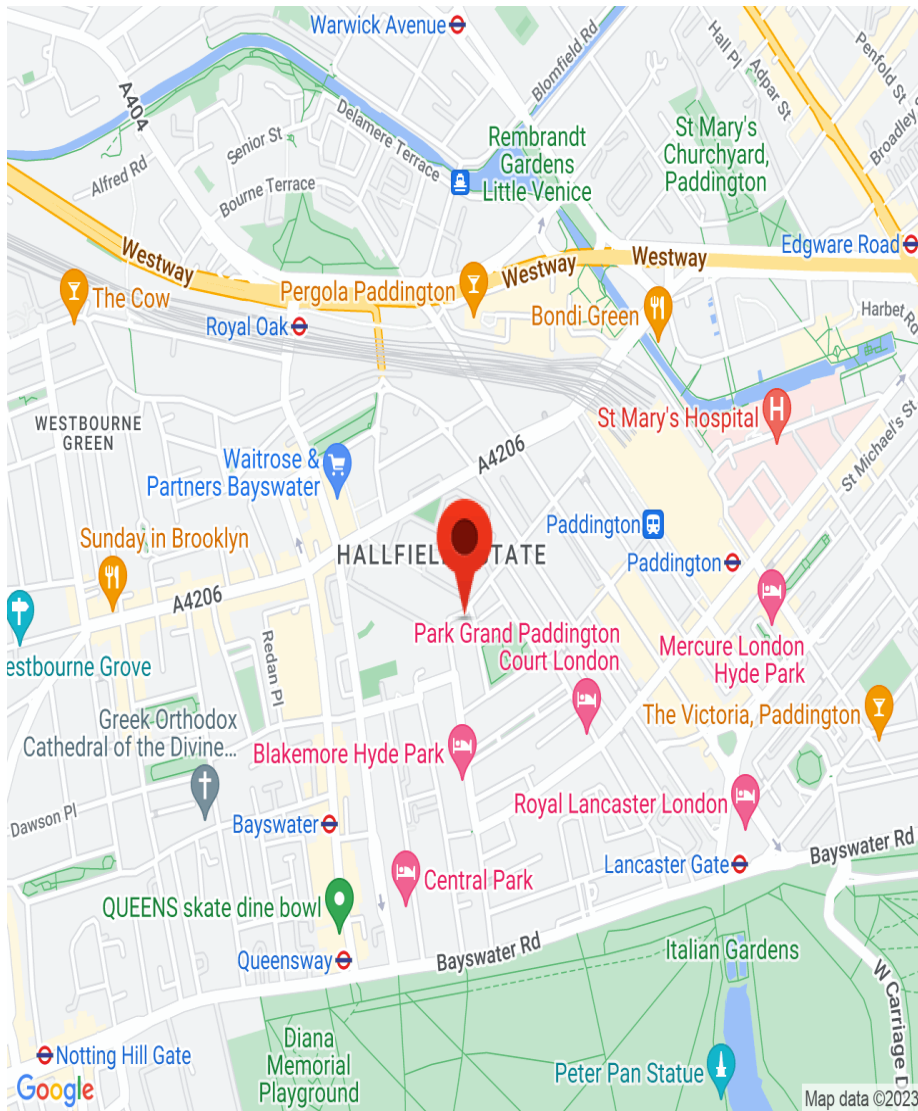 Warwick Avenue
Blomfield Rd
Hall Pl
Adpar St
Penfold St
Broadley S
A404
Delamere Terrace
Senior St
Alfred Rd
Bourne Terrace
Rembrandt
Gardens
Little Venice
St Mary's
Churchyard,
Paddington
Edgware Road
Westway
Westway
Westway
The Cow
Pergola Paddington
Bondi Green
Harbet Rd
Royal Oak
WESTBOURNE
GREEN
St Mary's Hospital
St Michael's St
Waitrose &
Partners Bayswater
A4206
Paddington
Sunday in Brooklyn
HALLFIEL
TATE
Paddington
A4206
estbourne Grove
Redan Pl
Park Grand Paddington
Court London
Mercure London
Hyde Park
Greek Orthodox
Cathedral of the Divine...
The Victoria, Paddington
Blakemore Hyde Park
Dawson Pl
Bayswater
Royal Lancaster London
Bayswater Rd
Lancaster Gate
Central Park
QUEENS skate dine bowl
Queensway
Bayswater Rd
Italian Gardens
W Carriage D
Notting Hill Gate
Diana
Memorial
Playground
Peter Pan Statue
Google
Map data ©2023